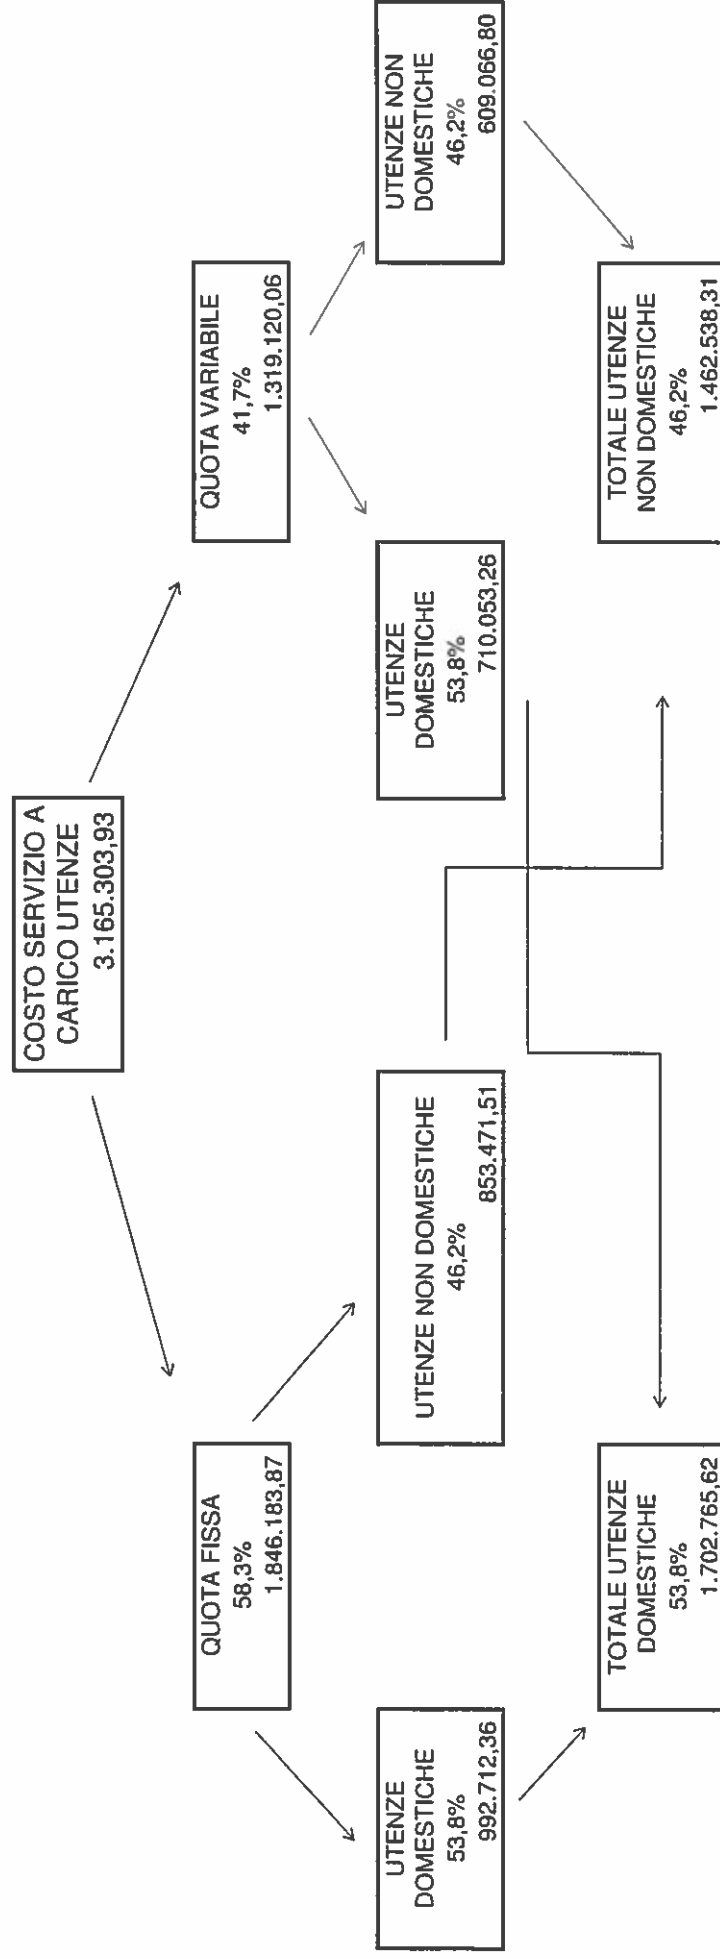 COSTO SERVIZIO A
CARICO UTENZE
3.165.303,93
QUOTA FISSA
58,3%
1.846.183,87
QUOTA VARIABILE
41,7%
1.319.120,06
UTENZE
DOMESTICHE
53,8%
992.712,36
UTENZE NON DOMESTICHE
46,2%
853.471,51
UTENZE
DOMESTICHE
53,8%
710.053,26
UTENZE NON
DOMESTICHE
46,2%
609.066,80
TOTALE UTENZE
DOMESTICHE
53,8%
1.702.765,62
TOTALE UTENZE
NON DOMESTICHE
46,2%
1.462.538,31